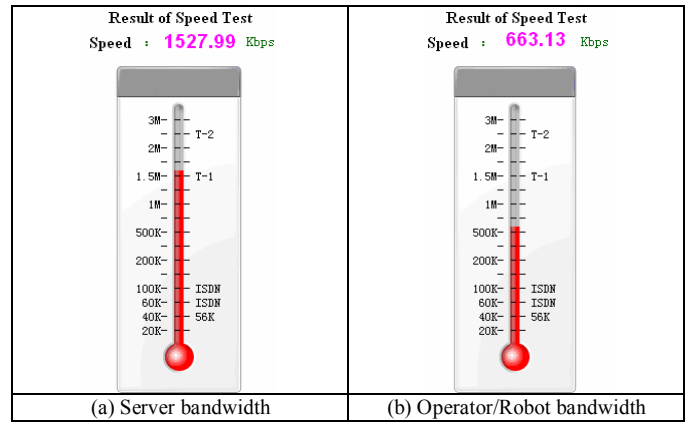 Result of Speed Test
Speed : 1527.99 Kbps
3M
T-2
2M
1.5M T-1
1M
500K
200K
100K ISDN
60K ISDN
40K 56K
20K
(a) Server bandwidth
Result of Speed Test
Speed : 663.13 Kbps
3M
T-2
2M
1.5M T-1
1M
500K
200K
100K ISDN
60K ISDN
40K 56K
20K
(b) Operator/Robot bandwidth